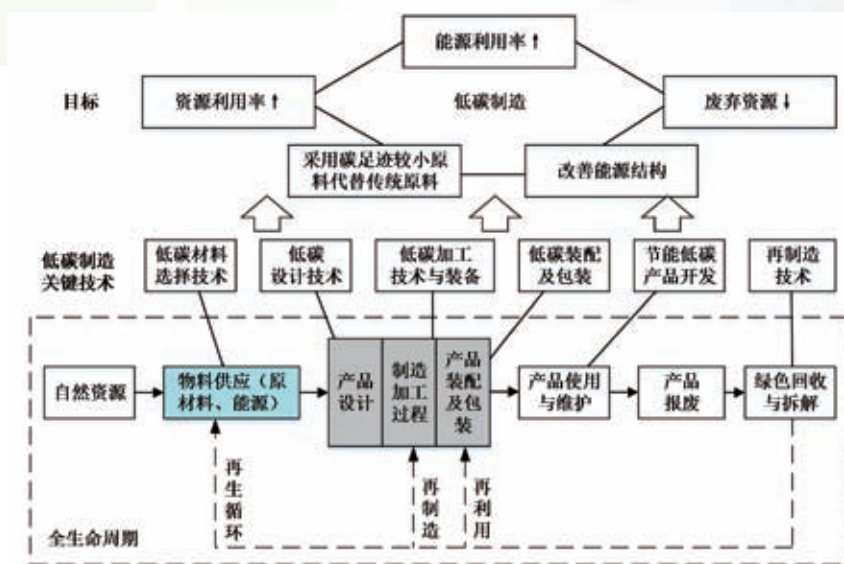 能源利用率↑
目标
资源利用率↑
低碳制造
废弃资源↓
采用碳足迹较小原
料代替传统原料
改善能源结构
低碳制造
关键技术
低碳材料
选择技术
低碳
设计技术
低碳加工
技术与装备
低碳装配
及包装
节能低碳
产品开发
再制造
技术
自然资源
物料供应（原
材料、能源）
产品
设计
制造
加工
过程
产品
装配
及包
装
产品使用
与维护
产品
报废
绿色回收
与拆解
再生循环
再制造
再利用
全生命周期